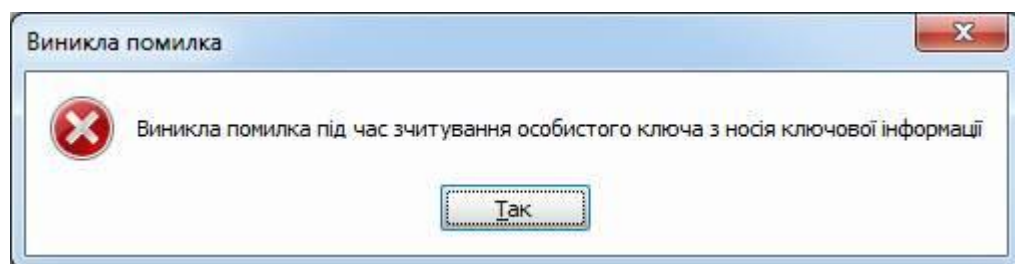 Виникла помилка
Виникла помилка під час зчитування особистого ключа з носія ключової інформації
Так